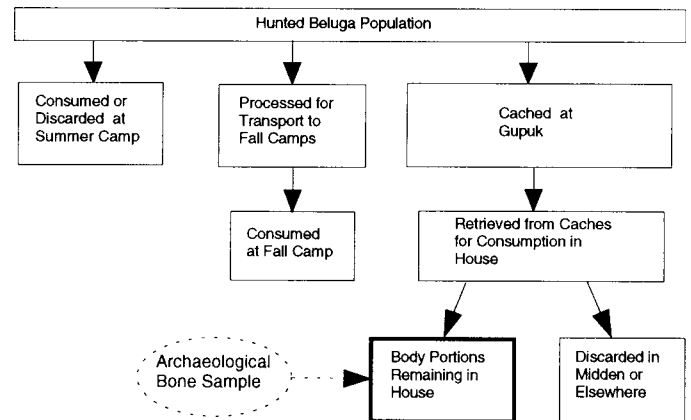 Hunted Beluga Population
Consumed or
Discarded at
Summer Camp
Processed for
Transport to
Fall Camps
Cached at
Gupuk
Consumed
at Fall Camp
Retrieved from Caches
for Consumption in
House
Archaeological
Bone Sample
Body Portions
Remaining in
House
Discarded in
Midden or
Elsewhere